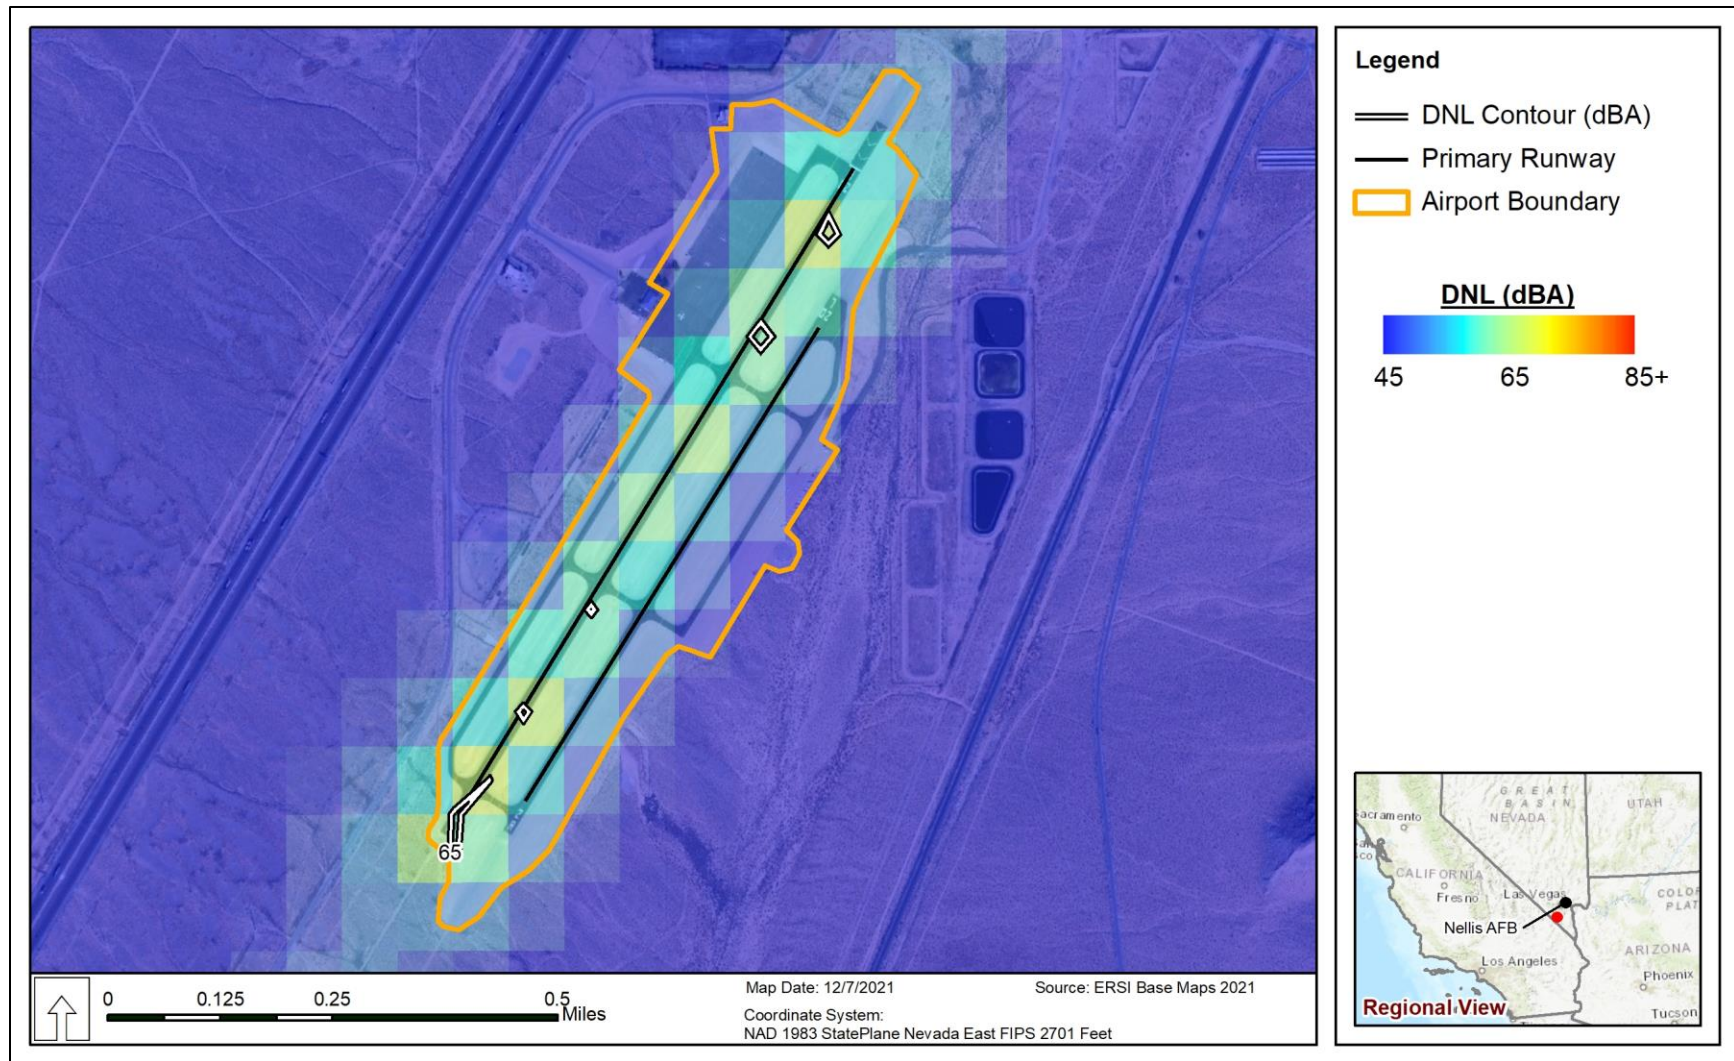 Legend
DNL Contour (dBA)
Primary Runway
Airport Boundary
DNL (dBA)
45 65 85+
65
0 0.125 0.25 0.5
Miles
Map Date: 12/7/2021
Source: ERSI Base Maps 2021
Coordinate System:
NAD 1983 StatePlane Nevada East FIPS 2701 Feet
GREAT
BASIN
NEVADA
UTAH
acramento
CALIFORNIA
Fresno
Las Vegas
COLO
PLAT
Nellis AFB
Los Angeles
ARIZONA
Phoenix
Tucson
Regional View